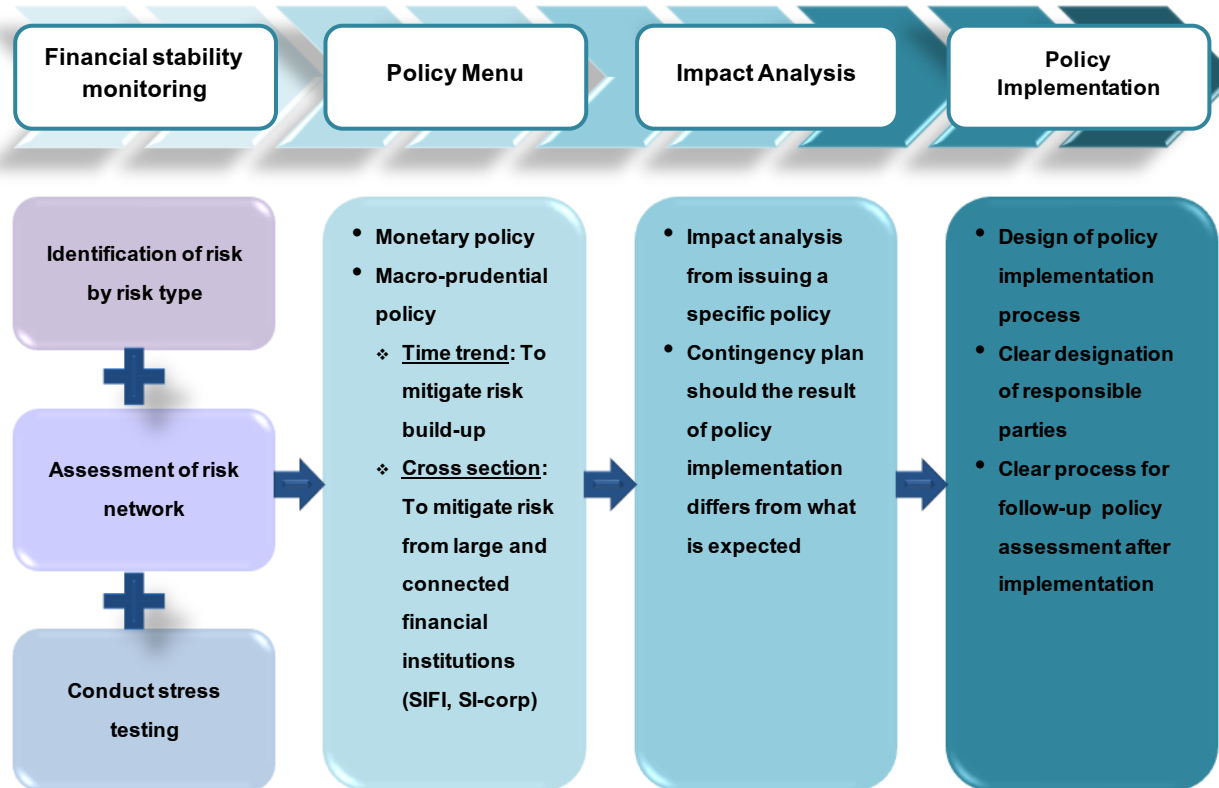 Financial stability
monitoring
Policy Menu
Impact Analysis
Policy
Implementation
Identification of risk
by risk type
Assessment of risk
network
Conduct stress
testing
• Monetary policy
• Macro-prudential
policy
❖ Time trend: To
mitigate risk
build-up
❖ Cross section:
To mitigate risk
from large and
connected
financial
institutions
(SIFI, SI-corp)
• Impact analysis
from issuing a
specific policy
• Contingency plan
should the result
of policy
implementation
differs from what
is expected
• Design of policy
implementation
process
• Clear designation
of responsible
parties
• Clear process for
follow-up policy
assessment after
implementation